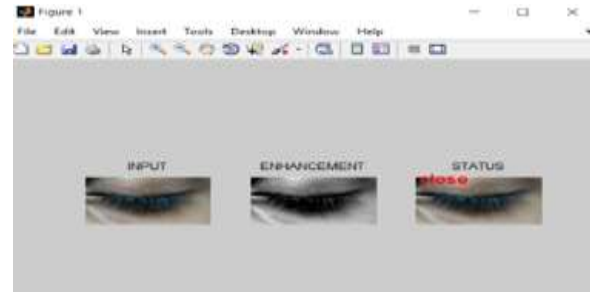 Figure 1
File Edit View Insert Tools Desktop Window Help
INPUT ENHANCEMENT STATUS
close